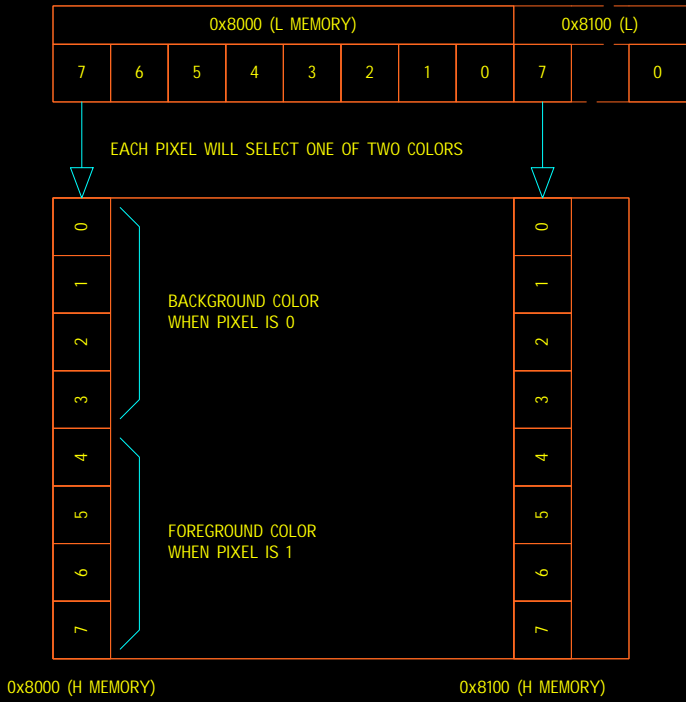 0x8000 (L MEMORY) 0x8100 (L)
7 6 5 4 3 2 1 0 7 0
EACH PIXEL WILL SELECT ONE OF TWO COLORS
0 0
1 1
BACKGROUND COLOR
WHEN PIXEL IS 0
2 2
3 3
4 4
5 5
FOREGROUND COLOR
WHEN PIXEL IS 1
6 6
7 7
0x8000 (H MEMORY) 0x8100 (H MEMORY)